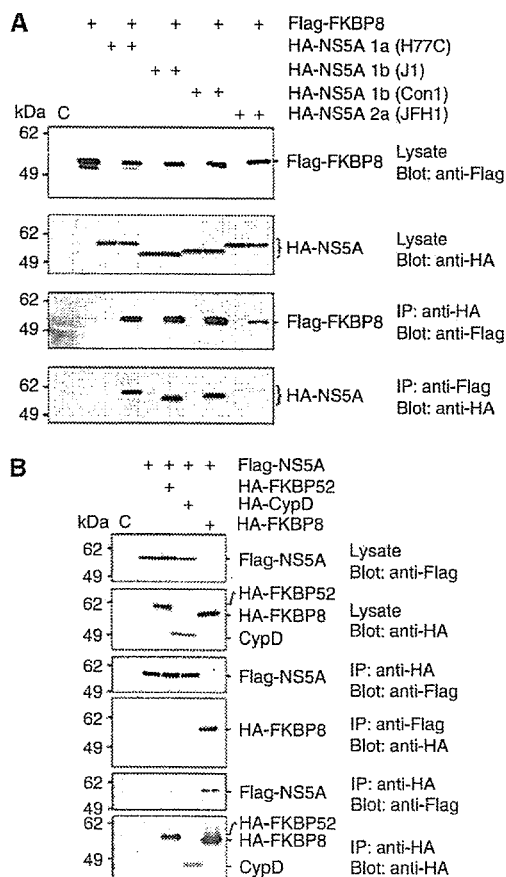 A
+ + + + + Flag-FKBP8
+ + HA-NS5A 1a (H77C)
+ + HA-NS5A 1b (J1)
+ + HA-NS5A 1b (Con1)
kDa C + + HA-NS5A 2a (JFH1)
62
49
Flag-FKBP8
Lysate
Blot: anti-Flag
62
49
HA-NS5A
Lysate
Blot: anti-HA
62
49
Flag-FKBP8
IP: anti-HA
Blot: anti-Flag
62
49
HA-NS5A
IP: anti-Flag
Blot: anti-HA
B
+ + + + Flag-NS5A
+ HA-FKBP52
+ HA-CypD
kDa C + HA-FKBP8
62
49
Flag-NS5A
Lysate
Blot: anti-Flag
62
49
HA-FKBP52
HA-FKBP8
CypD
Lysate
Blot: anti-HA
62
49
Flag-NS5A
IP: anti-HA
Blot: anti-Flag
62
49
HA-FKBP8
IP: anti-Flag
Blot: anti-HA
62
49
Flag-NS5A
IP: anti-HA
Blot: anti-Flag
62
49
HA-FKBP52
HA-FKBP8
CypD
IP: anti-HA
Blot: anti-HA